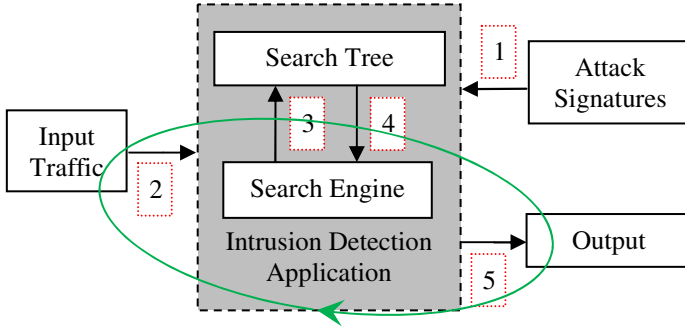 Search Tree
1
Attack
Signatures
Input
Traffic
2
3
4
Search Engine
Intrusion Detection
Application
Output
5